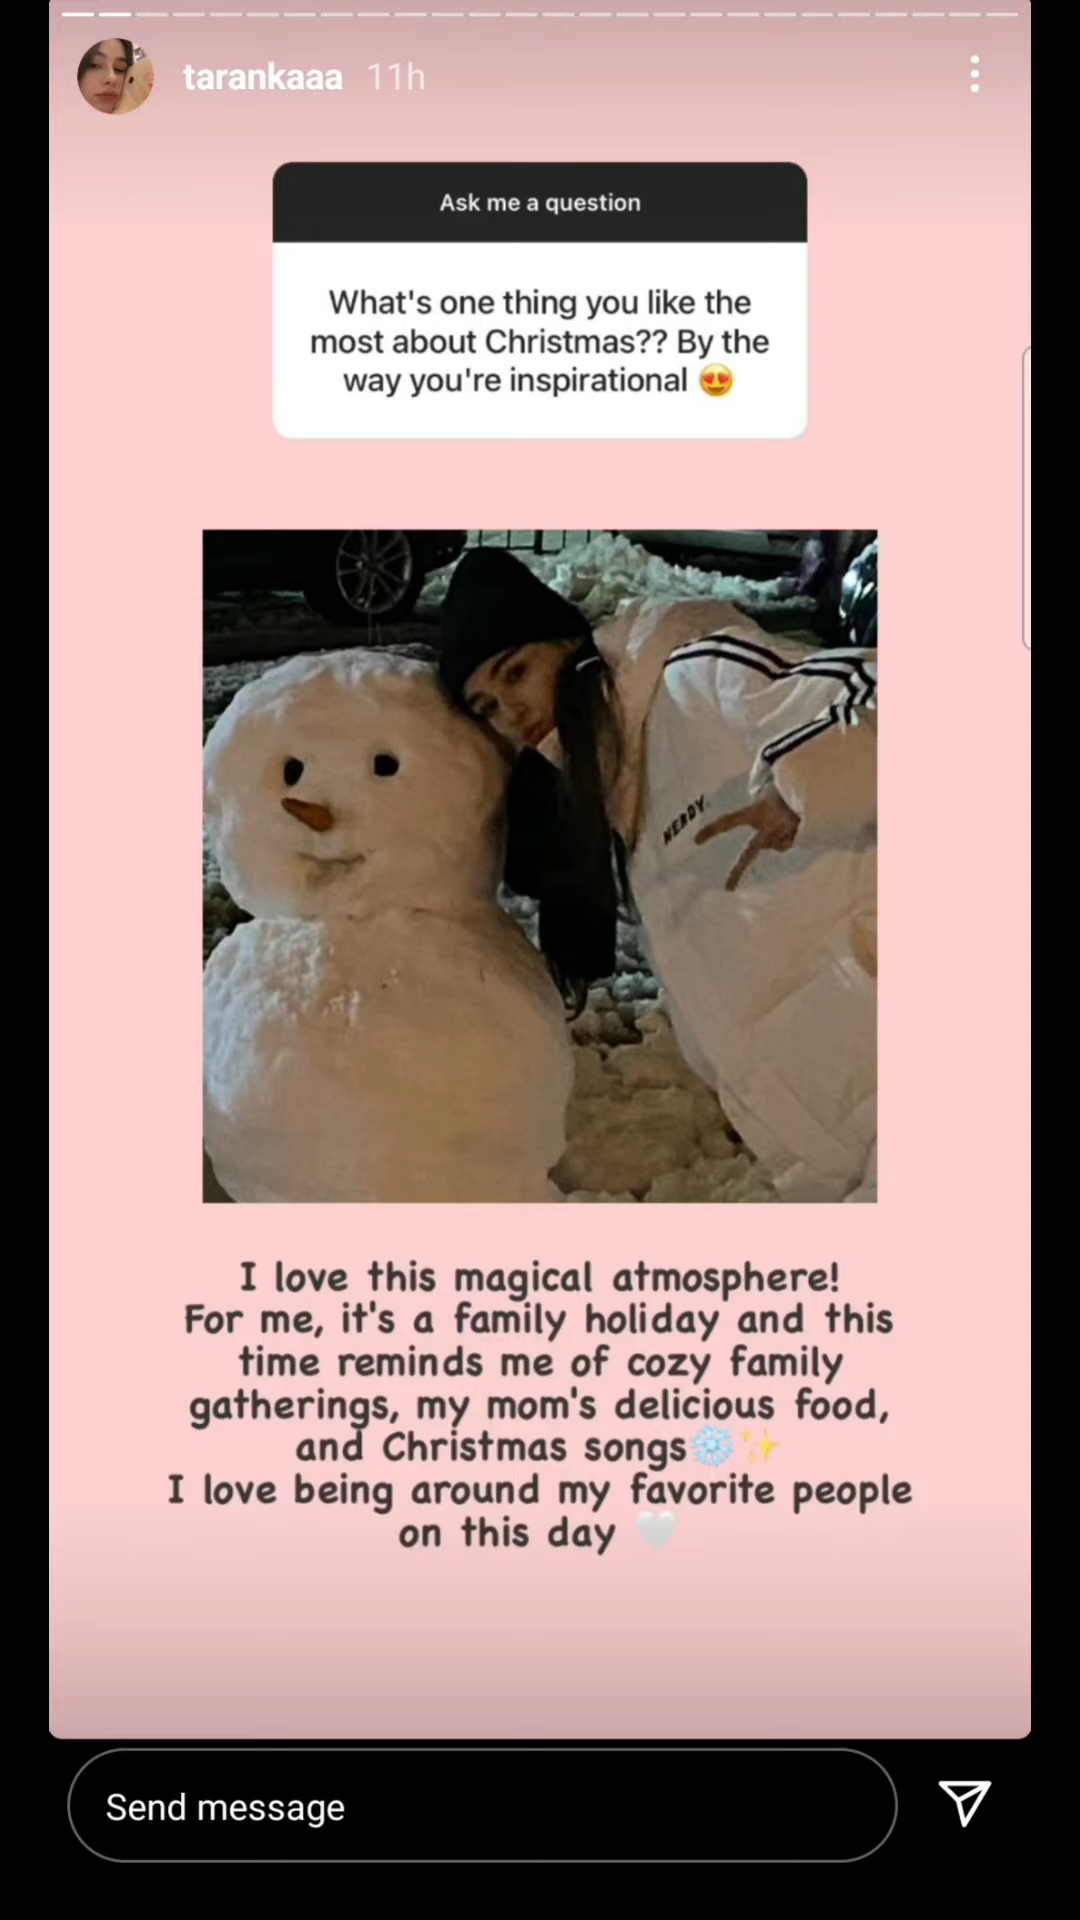 tarankaaa 11h
Ask me a question
What's one thing you like the
most about Christmas?? By the
way you're inspirational 😍
NERDY.
I love this magical atmosphere!
For me, it's a family holiday and this
time reminds me of cozy family
gatherings, my mom's delicious food,
and Christmas songs❄️✨
I love being around my favorite people
on this day 🤍
Send message